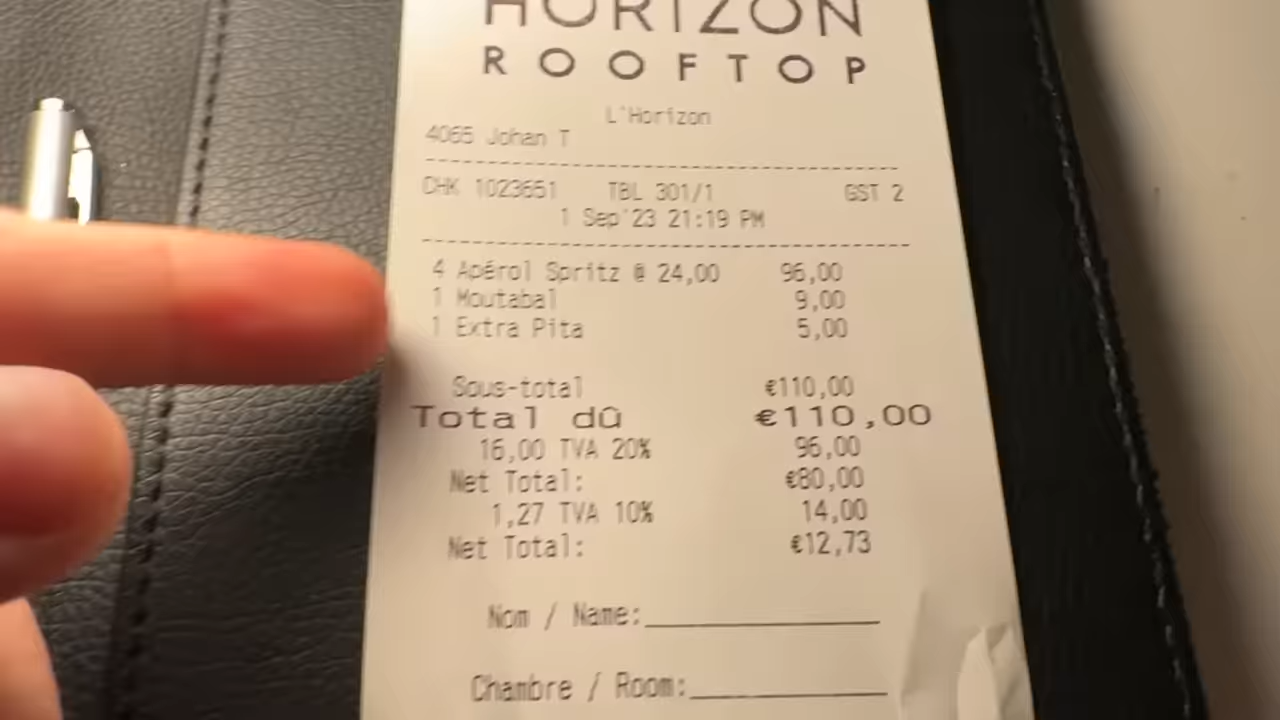 HORIZON
ROOFTOP
L'Horizon
4065 Johan T
CHK 1023651 TBL 301/1 GST 2
1 Sep'23 21:19 PM
4 Apérol Spritz @ 24,00 96,00
1 Moutabal 9,00
1 Extra Pita 5,00
Sous-total €110,00
Total dû €110,00
16,00 TVA 20% 96,00
Net Total: €80,00
1,27 TVA 10% 14,00
Net Total: €12,73
Nom / Name:
Chambre / Room: